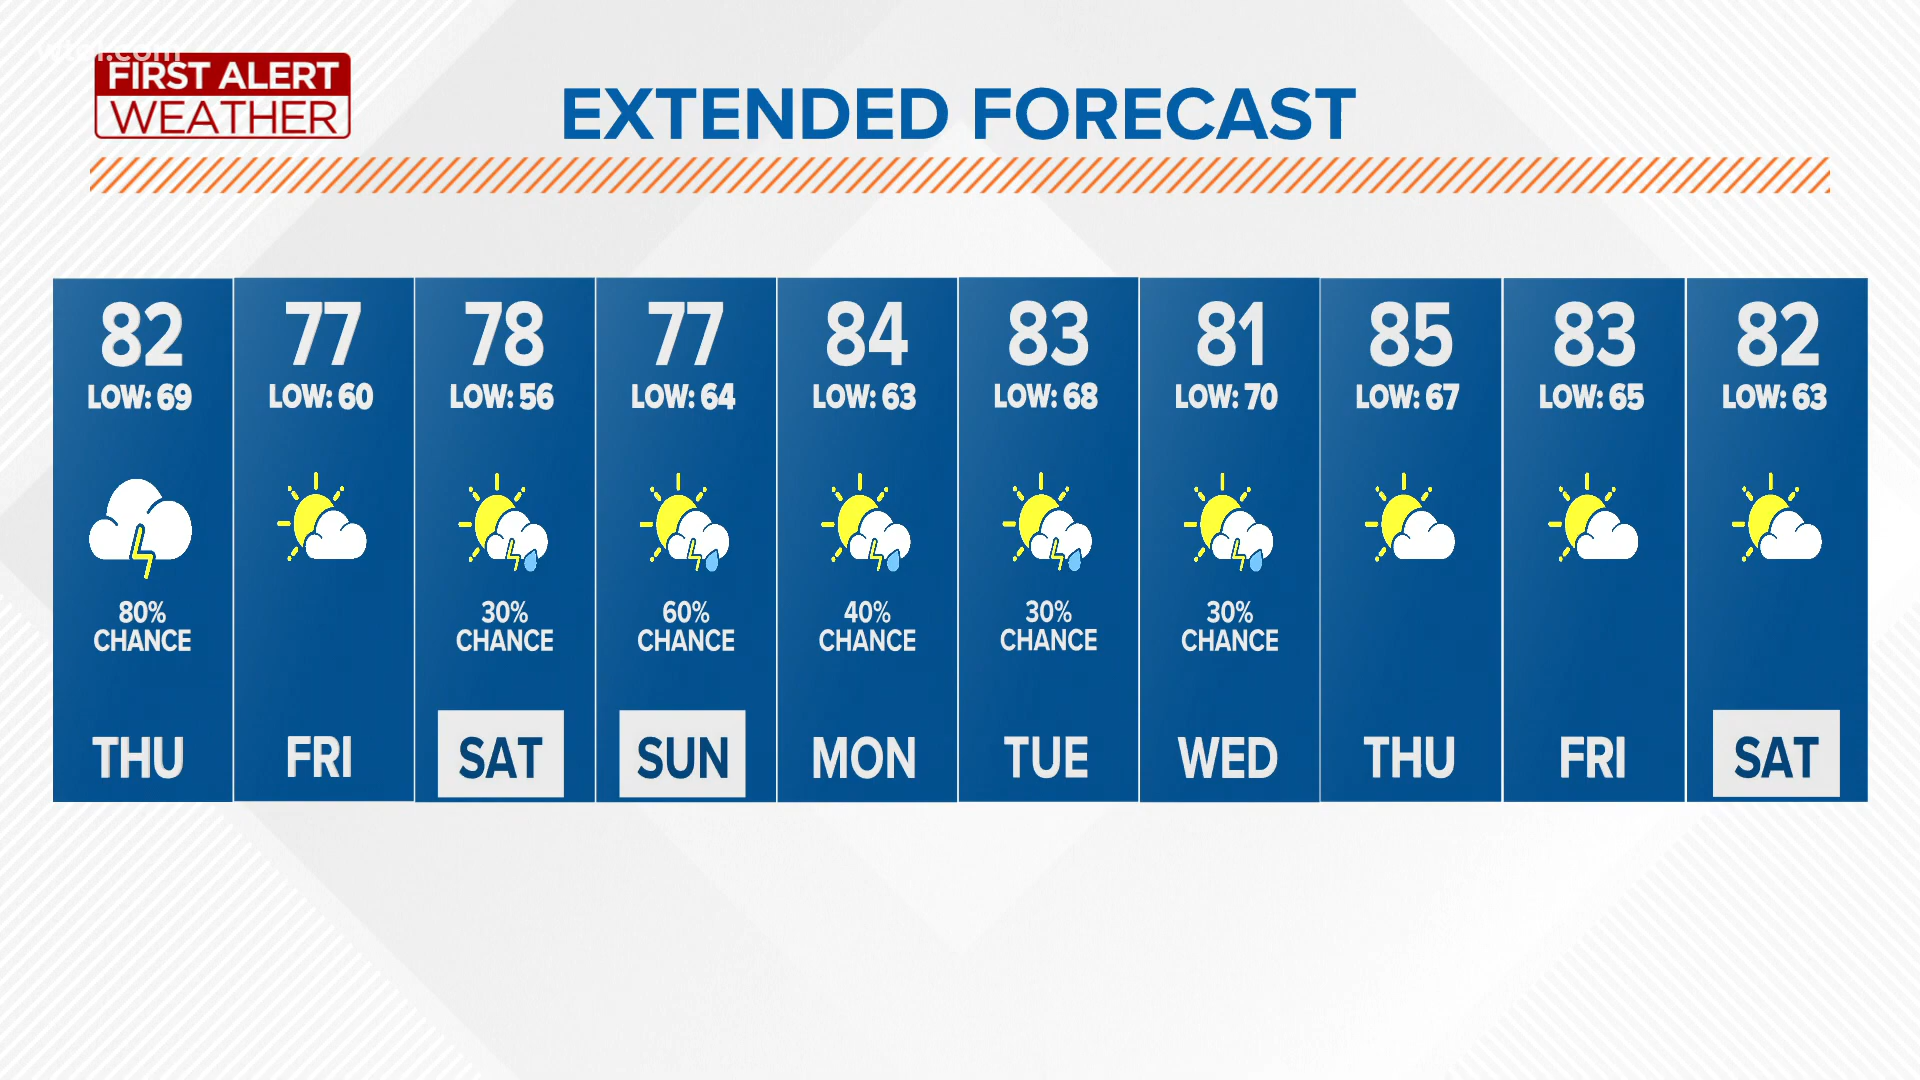 FIRST ALERT
WEATHER
EXTENDED FORECAST
82 77 78 77 84 83 81 85 83 82
LOW: 69 LOW: 60 LOW: 56 LOW: 64 LOW: 63 LOW: 68 LOW: 70 LOW: 67 LOW: 65 LOW: 63
80% 30% 60% 40% 30% 30%
CHANCE CHANCE CHANCE CHANCE CHANCE CHANCE
THU FRI SAT SUN MON TUE WED THU FRI SAT